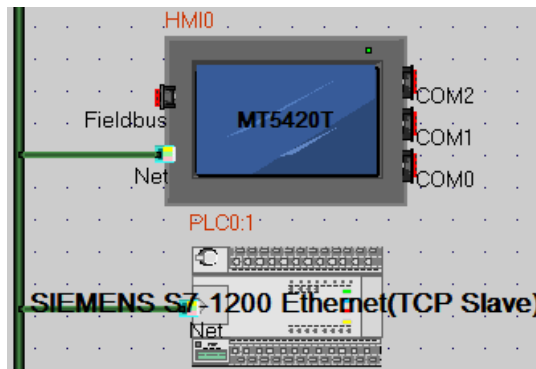 HMI0
COM2
Fieldbus
MT5420T
COM1
Net
COM0
PLC0:1
SIEMENS S7-1200 Ethernet(TCP Slave)
Net